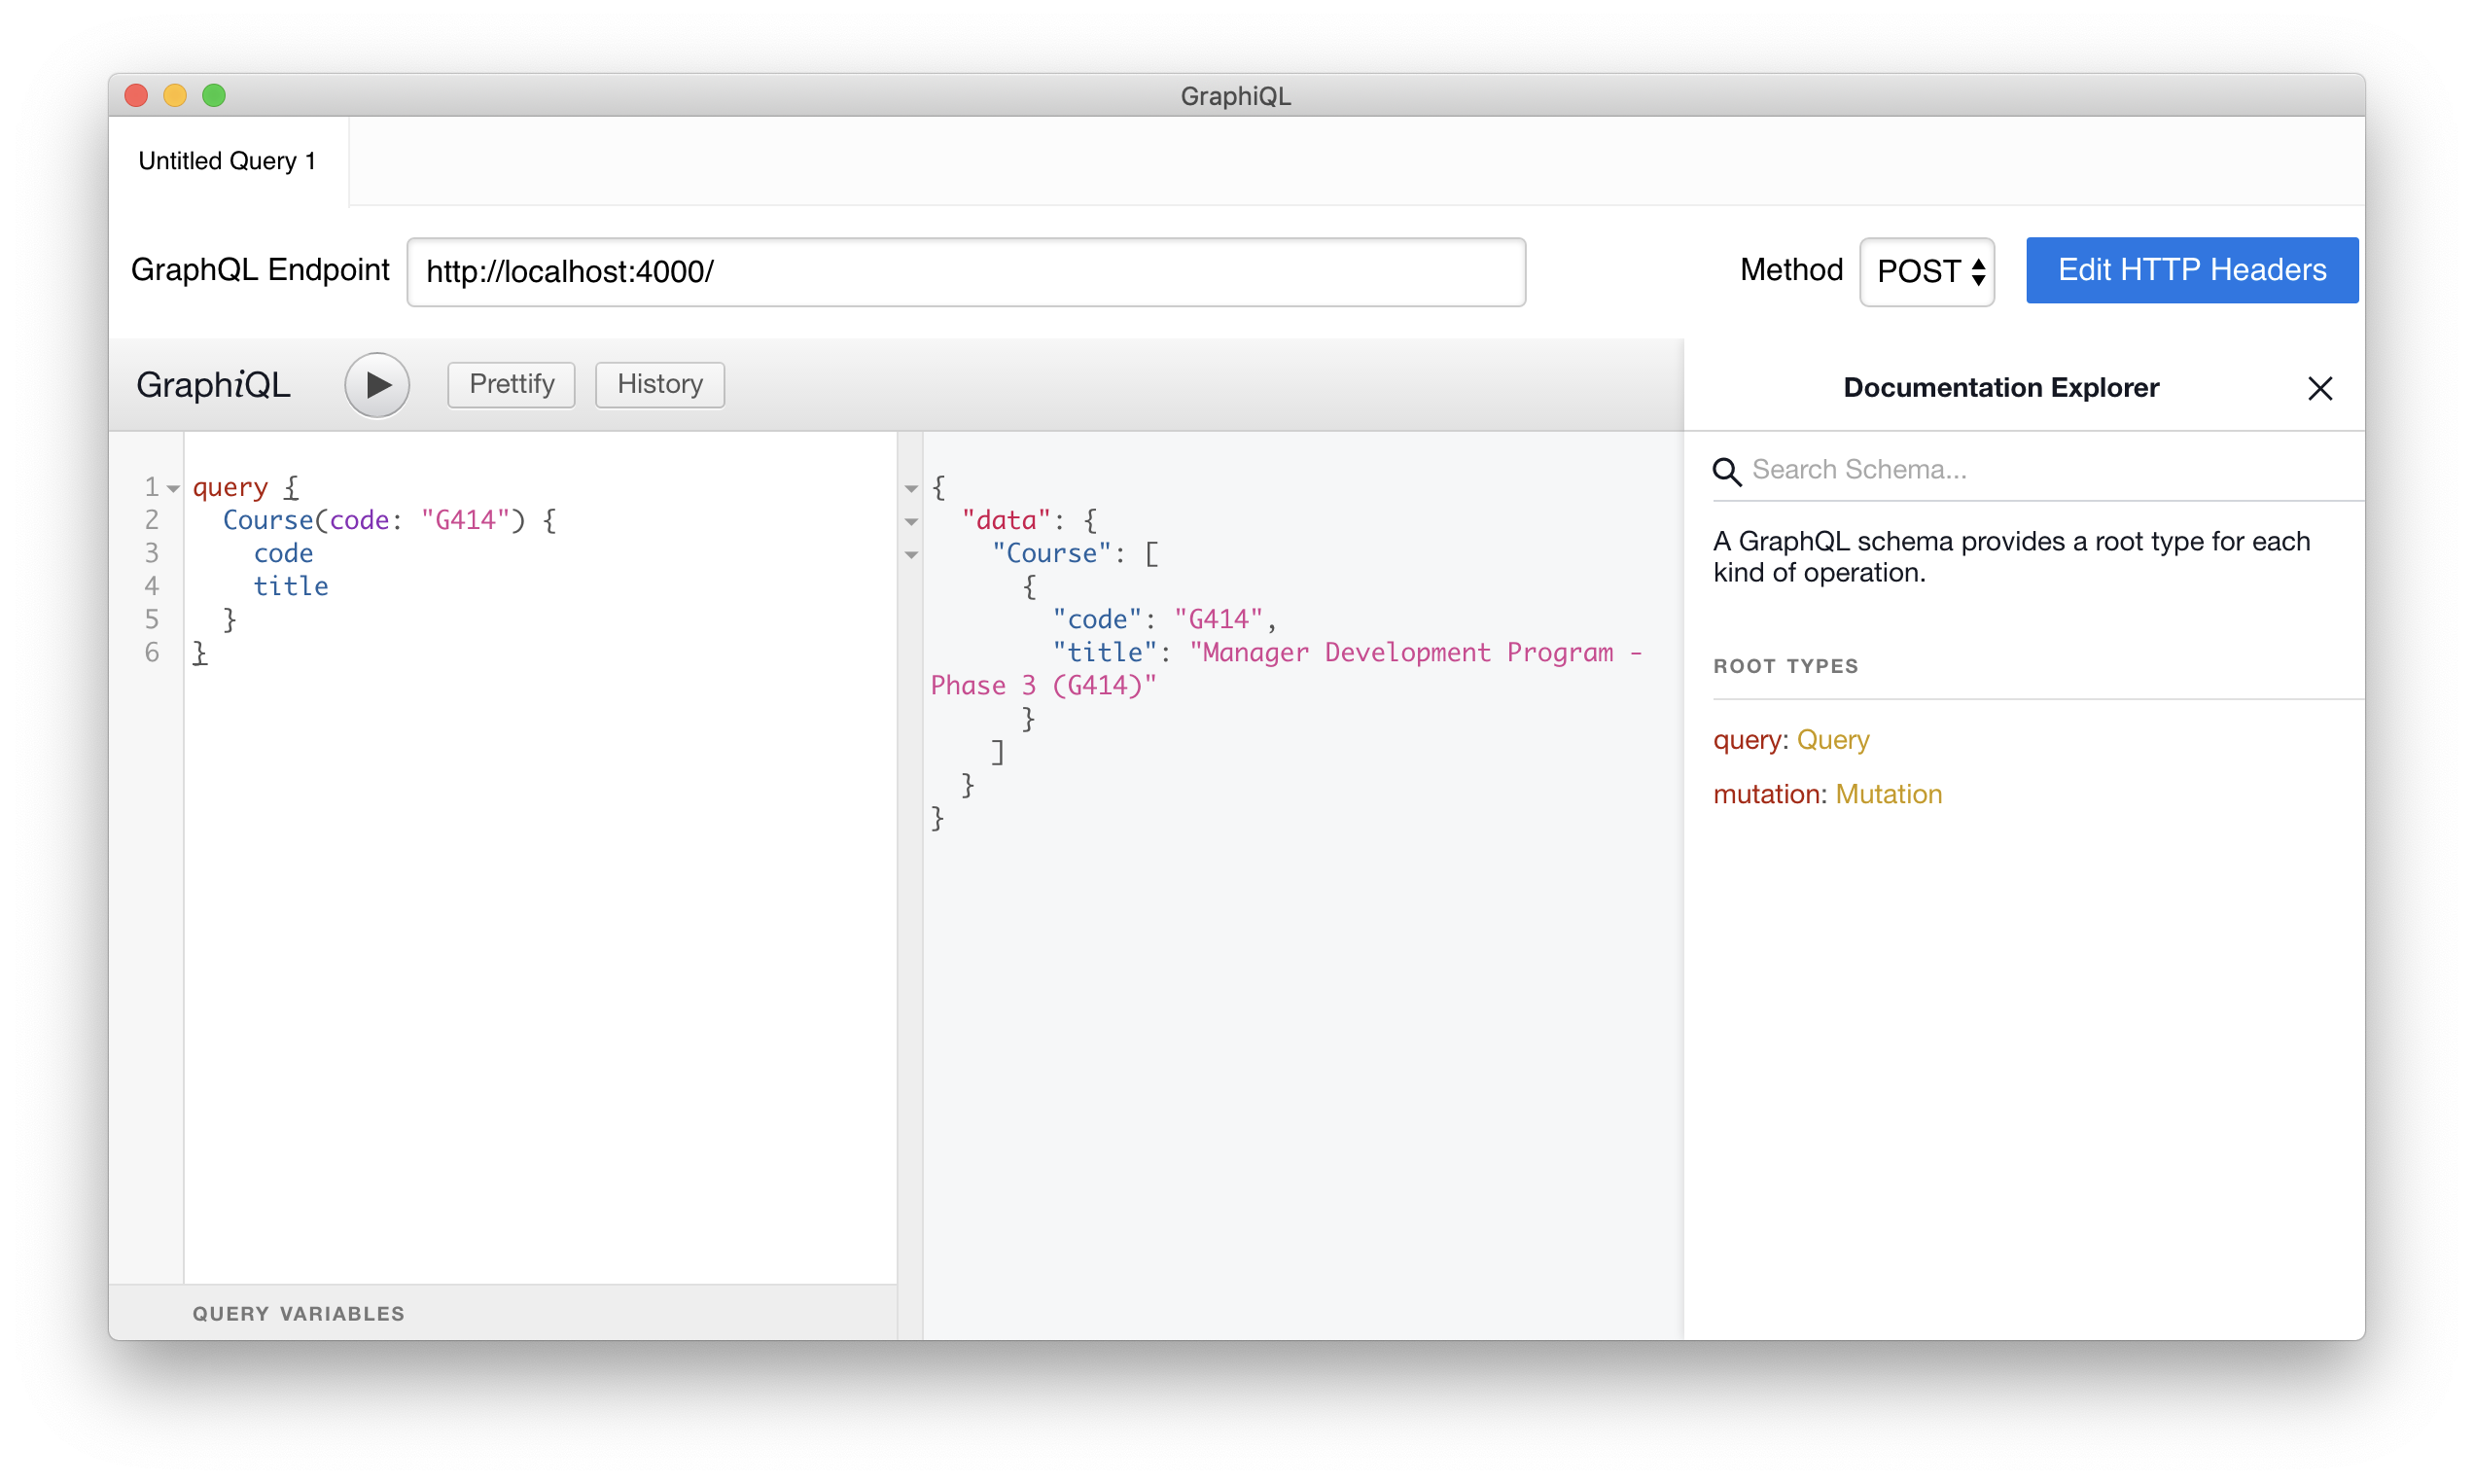 GraphiQL
Untitled Query 1
GraphQL Endpoint http://localhost:4000/ Method POST Edit HTTP Headers
GraphiQL Prettify History
1 query {
2   Course(code: "G414") {
3     code
4     title
5   }
6 }
QUERY VARIABLES
{
  "data": {
    "Course": [
      {
        "code": "G414",
        "title": "Manager Development Program -
Phase 3 (G414)"
      }
    ]
  }
}
Documentation Explorer
Search Schema...
A GraphQL schema provides a root type for each
kind of operation.
ROOT TYPES
query: Query
mutation: Mutation